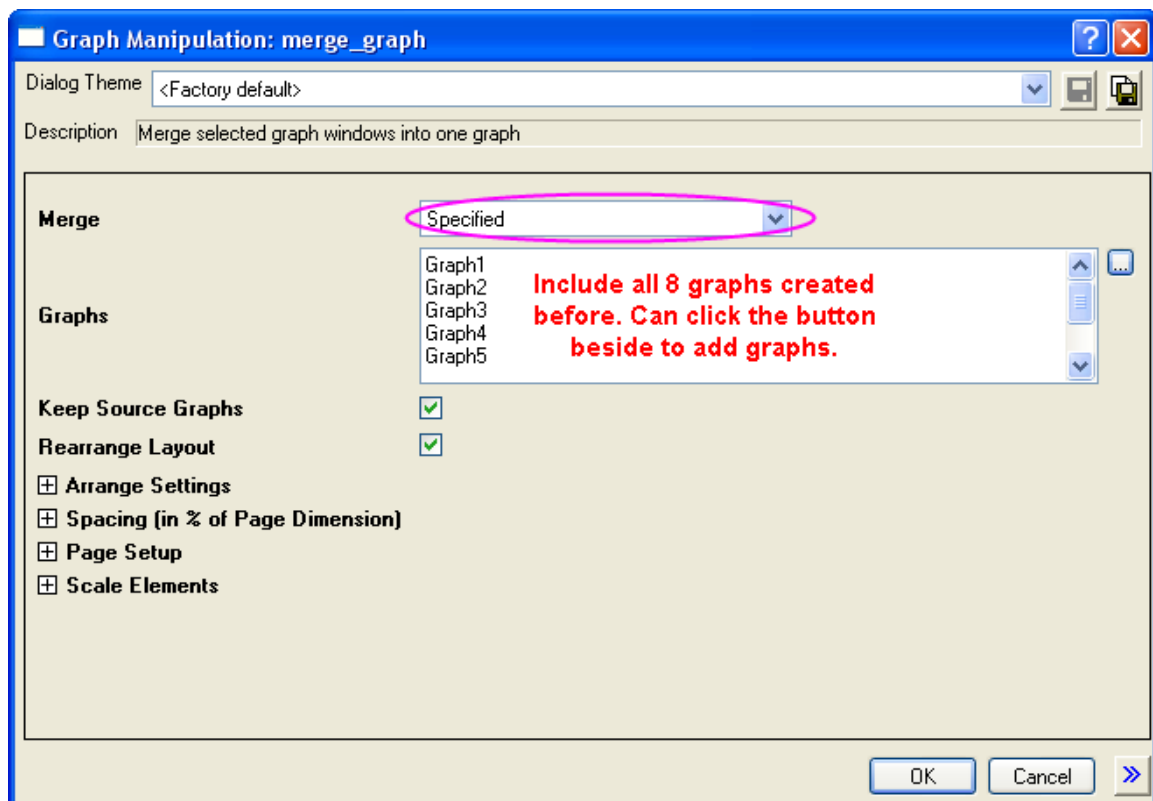 Graph Manipulation: merge_graph
Dialog Theme <Factory default>
Description Merge selected graph windows into one graph
Merge Specified
Graphs
Graph1
Graph2
Graph3
Graph4
Graph5
...
Include all 8 graphs created
before. Can click the button
beside to add graphs.
Keep Source Graphs
Rearrange Layout
Arrange Settings
Spacing (in % of Page Dimension)
Page Setup
Scale Elements
OK Cancel